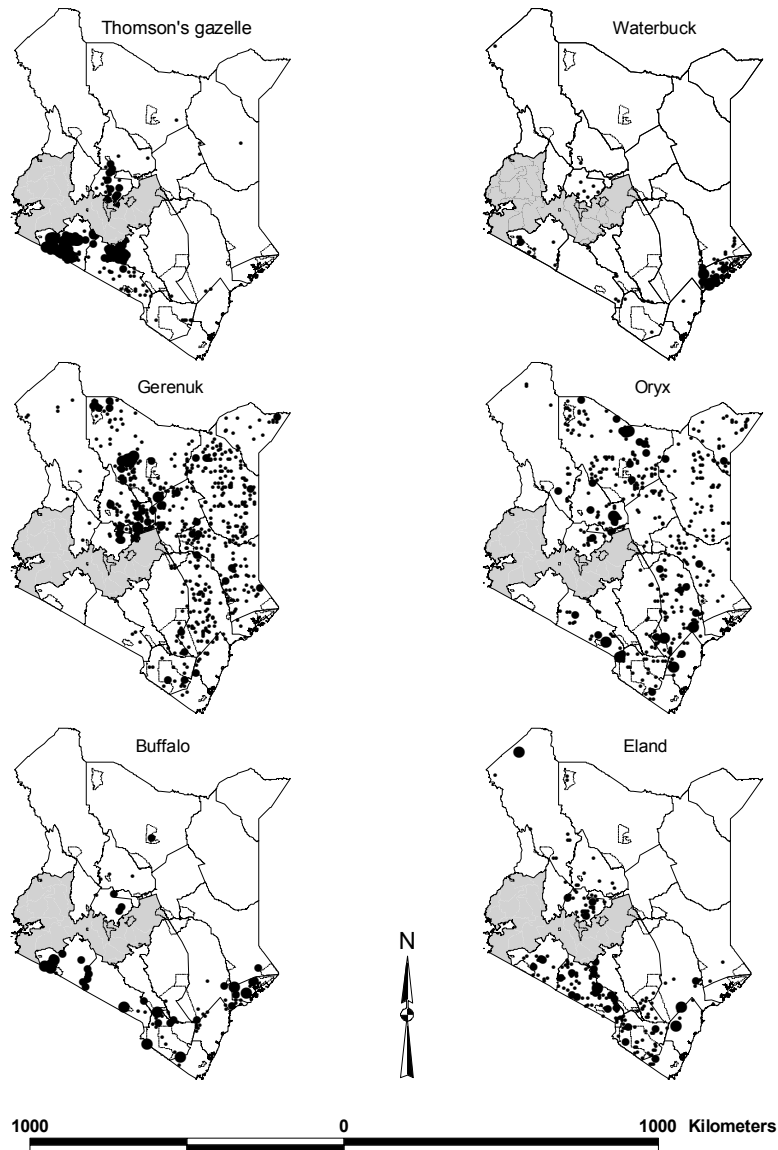 Thomson's gazelle
Waterbuck
Gerenuk
Oryx
Buffalo
Eland
N
1000 0 1000 Kilometers